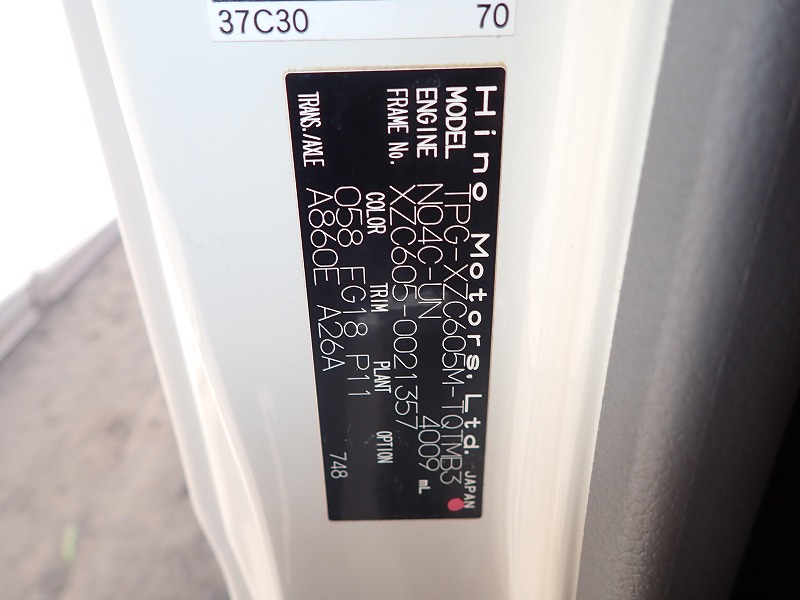 37C30 70
Hino Motors, Ltd. JAPAN
MODEL TPG-XZC605M-TQTMB3
ENGINE N04C-UN 4009 mL
FRAME No. XZC605-0021357
COLOR TRIM PLANT OPTION
058 FG18 P11
TRANS./AXLE A860E A26A
748